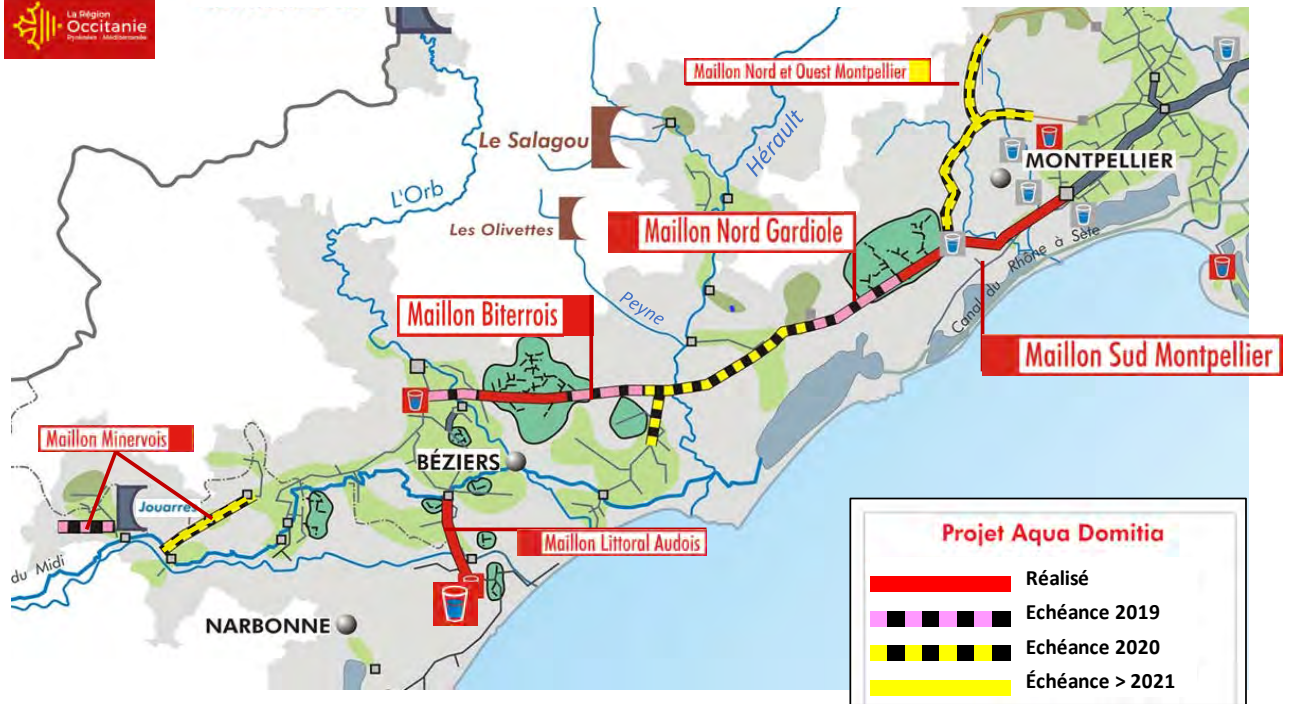 La Région
Occitanie
Pyrénées - Méditerranée
Maillon Nord et Ouest Montpellier
Le Salagou
Hérault
MONTPELLIER
L'Orb
Les Olivettes
Maillon Nord Gardiole
Canal du Rhône à Sète
Peyne
Maillon Biterrois
Maillon Sud Montpellier
Maillon Minervois
BÉZIERS
Jouarres
Maillon Littoral Audois
du Midi
NARBONNE
Projet Aqua Domitia
Réalisé
Echéance 2019
Echéance 2020
Échéance > 2021